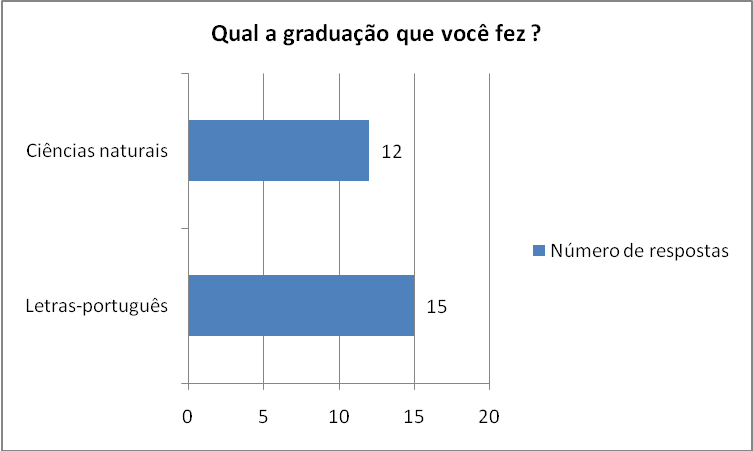 Qual a graduação que você fez ?
Ciências naturais
12
Número de respostas
Letras-português
15
0 5 10 15 20